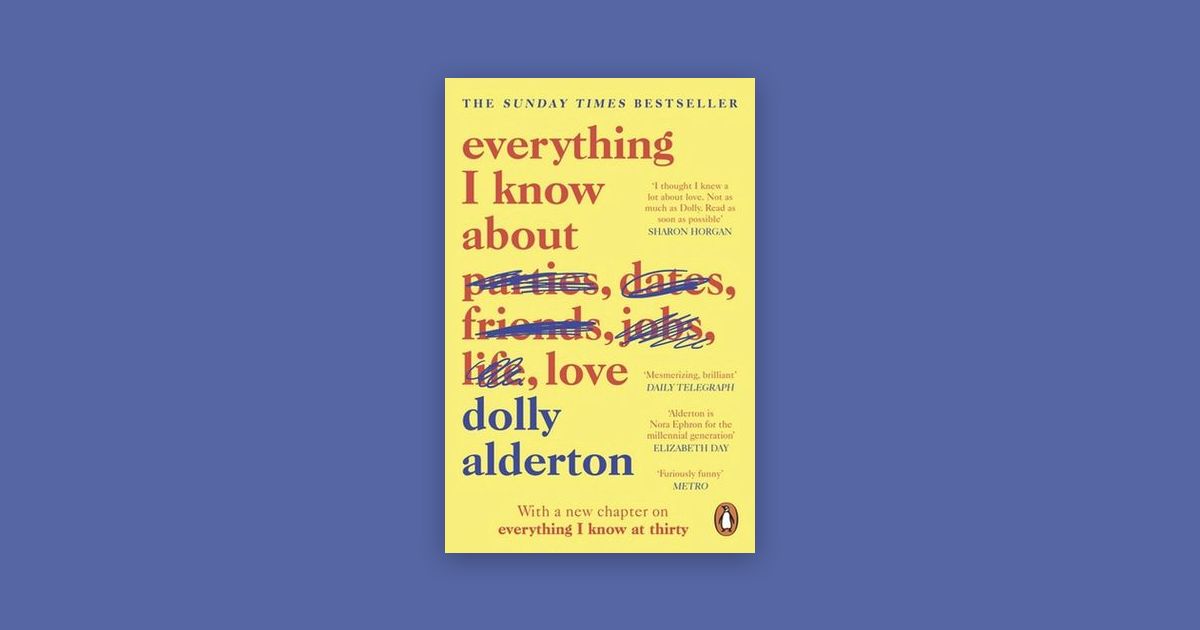 THE SUNDAY TIMES BESTSELLER
everything
I know
about
parties, dates,
friends, jobs,
life, love
dolly
alderton
'I thought I knew a
lot about love. Not as
much as Dolly. Read as
soon as possible'
SHARON HORGAN
'Mesmerizing, brilliant'
DAILY TELEGRAPH
'Alderton is
Nora Ephron for the
millennial generation'
ELIZABETH DAY
'Furiously funny'
METRO
With a new chapter on
everything I know at thirty